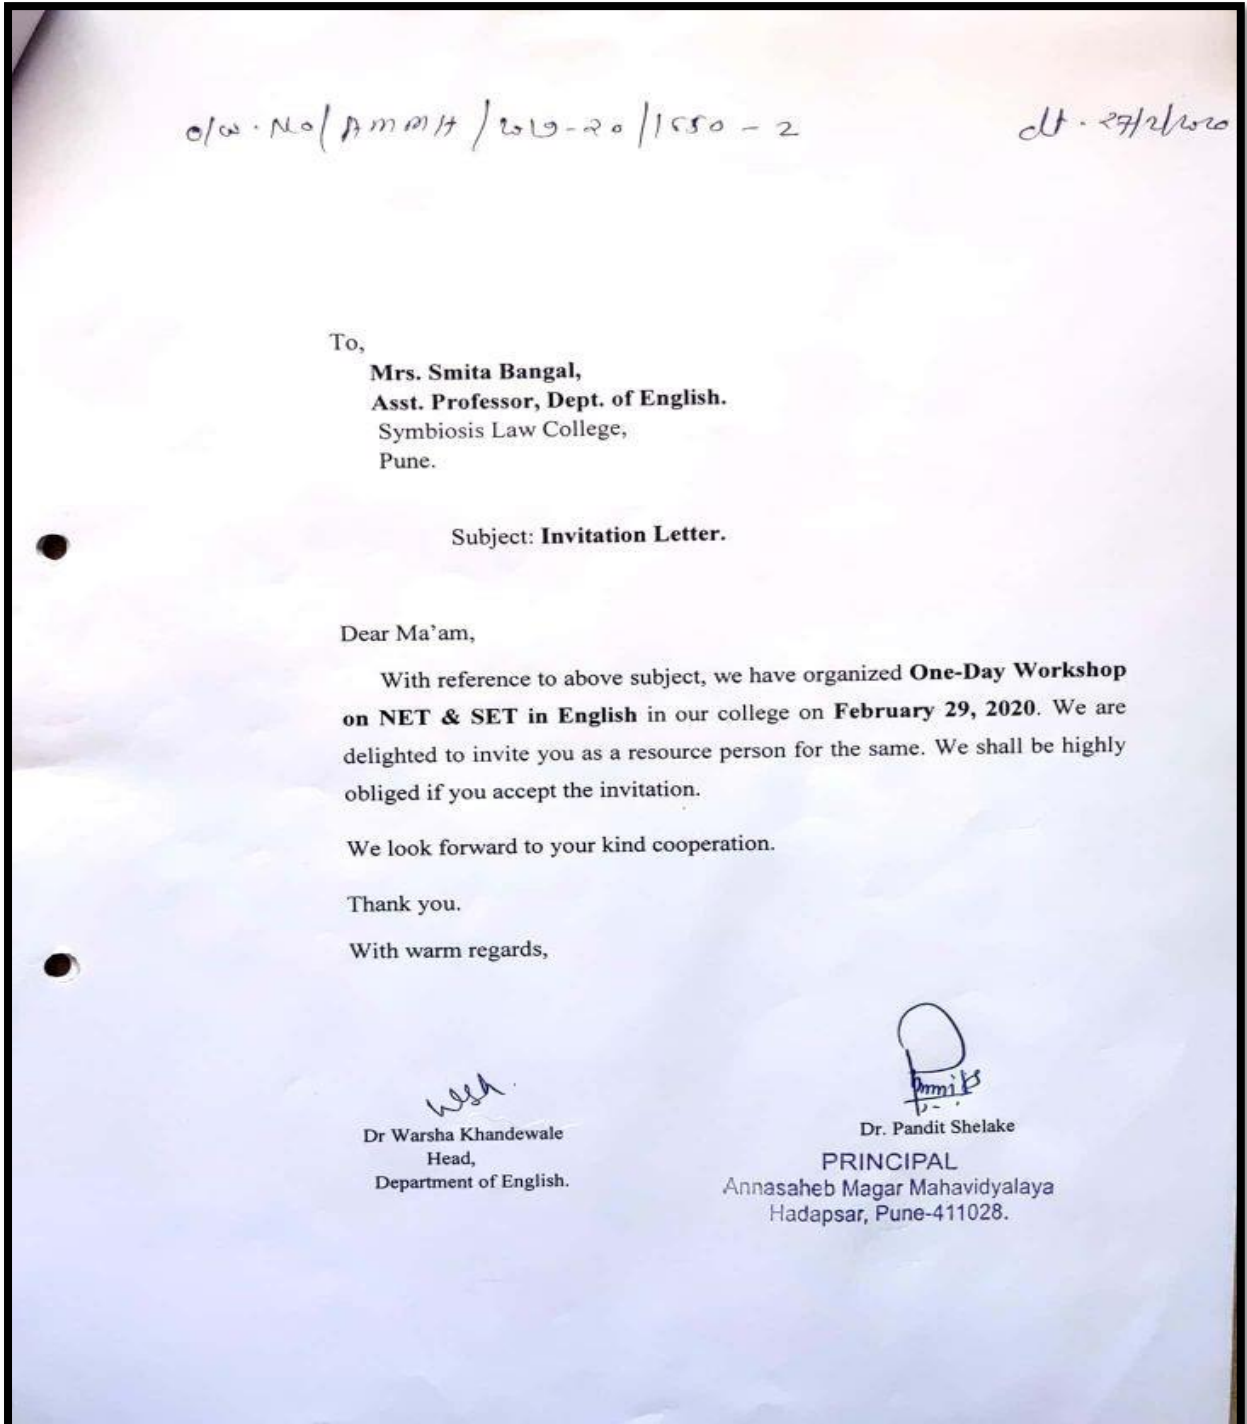 o/w. No/AMMH/2019-20/1550-2 dt. 27/2/2020
To,
Mrs. Smita Bangal,
Asst. Professor, Dept. of English.
Symbiosis Law College,
Pune.
Subject: Invitation Letter.
Dear Ma'am,
With reference to above subject, we have organized One-Day Workshop
on NET & SET in English in our college on February 29, 2020. We are
delighted to invite you as a resource person for the same. We shall be highly
obliged if you accept the invitation.
We look forward to your kind cooperation.
Thank you.
With warm regards,
Dr Warsha Khandewale
Head,
Department of English.
Dr. Pandit Shelake
PRINCIPAL
Annasaheb Magar Mahavidyalaya
Hadapsar, Pune-411028.